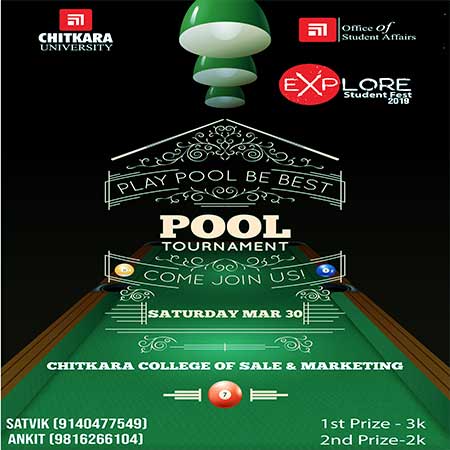 CHITKARA
UNIVERSITY
Office of
Student Affairs
EXPLORE
Student Fest
2019
PLAY POOL BE BEST
POOL
TOURNAMENT
COME JOIN US!
SATURDAY MAR 30
CHITKARA COLLEGE OF SALE & MARKETING
7
SATVIK (9140477549)
ANKIT (9816266104)
1st Prize - 3k
2nd Prize-2k